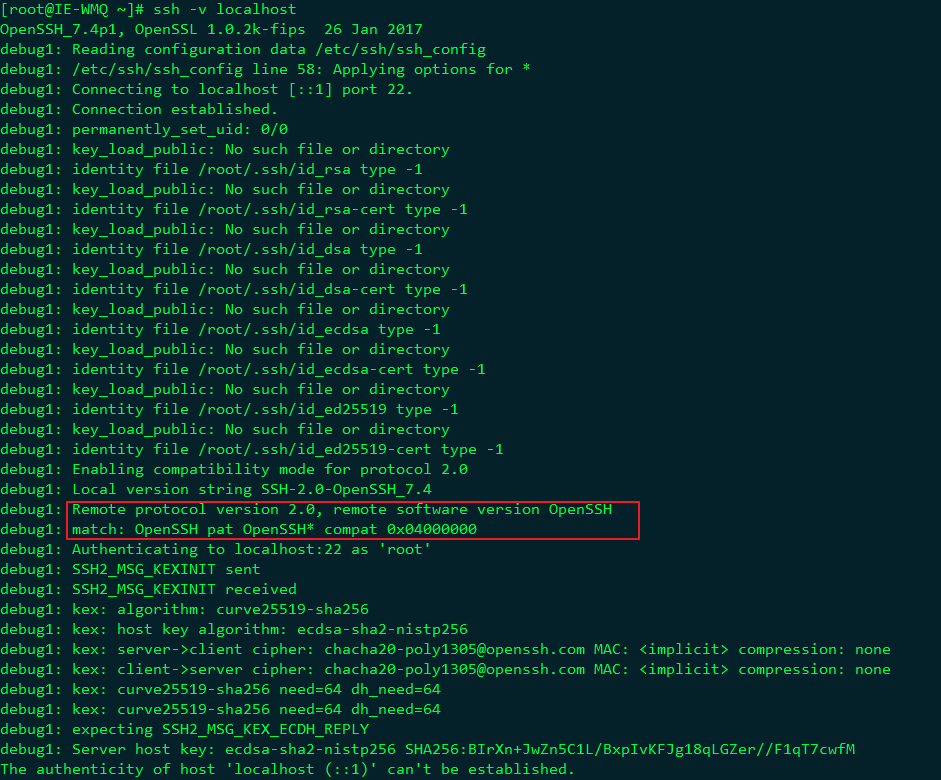 [root@IE-WMQ ~]# ssh -v localhost
OpenSSH_7.4p1, OpenSSL 1.0.2k-fips  26 Jan 2017
debug1: Reading configuration data /etc/ssh/ssh_config
debug1: /etc/ssh/ssh_config line 58: Applying options for *
debug1: Connecting to localhost [::1] port 22.
debug1: Connection established.
debug1: permanently_set_uid: 0/0
debug1: key_load_public: No such file or directory
debug1: identity file /root/.ssh/id_rsa type -1
debug1: key_load_public: No such file or directory
debug1: identity file /root/.ssh/id_rsa-cert type -1
debug1: key_load_public: No such file or directory
debug1: identity file /root/.ssh/id_dsa type -1
debug1: key_load_public: No such file or directory
debug1: identity file /root/.ssh/id_dsa-cert type -1
debug1: key_load_public: No such file or directory
debug1: identity file /root/.ssh/id_ecdsa type -1
debug1: key_load_public: No such file or directory
debug1: identity file /root/.ssh/id_ecdsa-cert type -1
debug1: key_load_public: No such file or directory
debug1: identity file /root/.ssh/id_ed25519 type -1
debug1: key_load_public: No such file or directory
debug1: identity file /root/.ssh/id_ed25519-cert type -1
debug1: Enabling compatibility mode for protocol 2.0
debug1: Local version string SSH-2.0-OpenSSH_7.4
debug1: Remote protocol version 2.0, remote software version OpenSSH
debug1: match: OpenSSH pat OpenSSH* compat 0x04000000
debug1: Authenticating to localhost:22 as 'root'
debug1: SSH2_MSG_KEXINIT sent
debug1: SSH2_MSG_KEXINIT received
debug1: kex: algorithm: curve25519-sha256
debug1: kex: host key algorithm: ecdsa-sha2-nistp256
debug1: kex: server->client cipher: chacha20-poly1305@openssh.com MAC: <implicit> compression: none
debug1: kex: client->server cipher: chacha20-poly1305@openssh.com MAC: <implicit> compression: none
debug1: kex: curve25519-sha256 need=64 dh_need=64
debug1: kex: curve25519-sha256 need=64 dh_need=64
debug1: expecting SSH2_MSG_KEX_ECDH_REPLY
debug1: Server host key: ecdsa-sha2-nistp256 SHA256:BIrXn+JwZn5C1L/BxpIvKFJg18qLGZer//F1qT7cwfM
The authenticity of host 'localhost (::1)' can't be established.